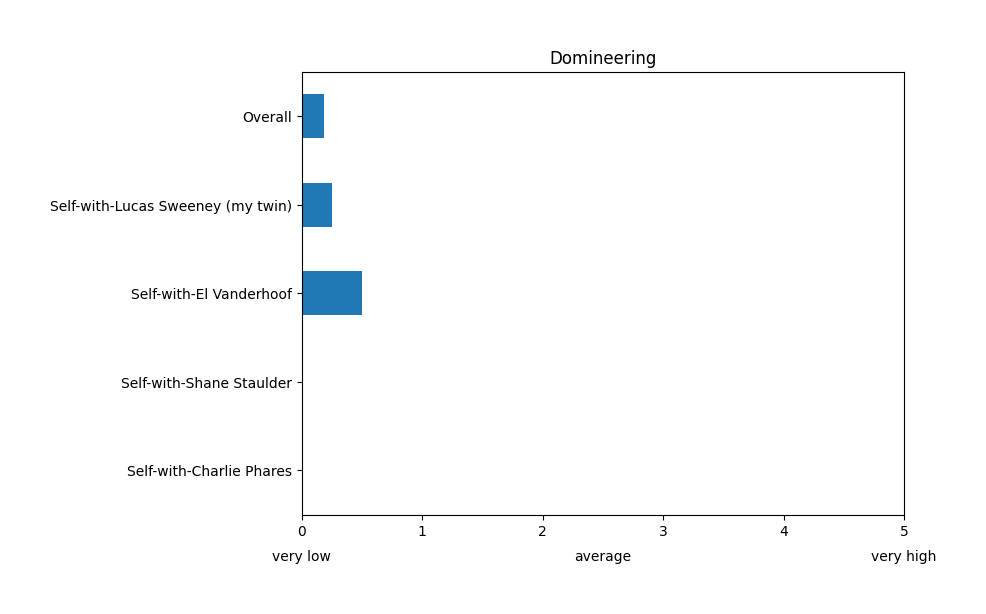 Domineering
Overall
Self-with-Lucas Sweeney (my twin)
Self-with-El Vanderhoof
Self-with-Shane Staulder
Self-with-Charlie Phares
0 1 2 3 4 5
very low average very high